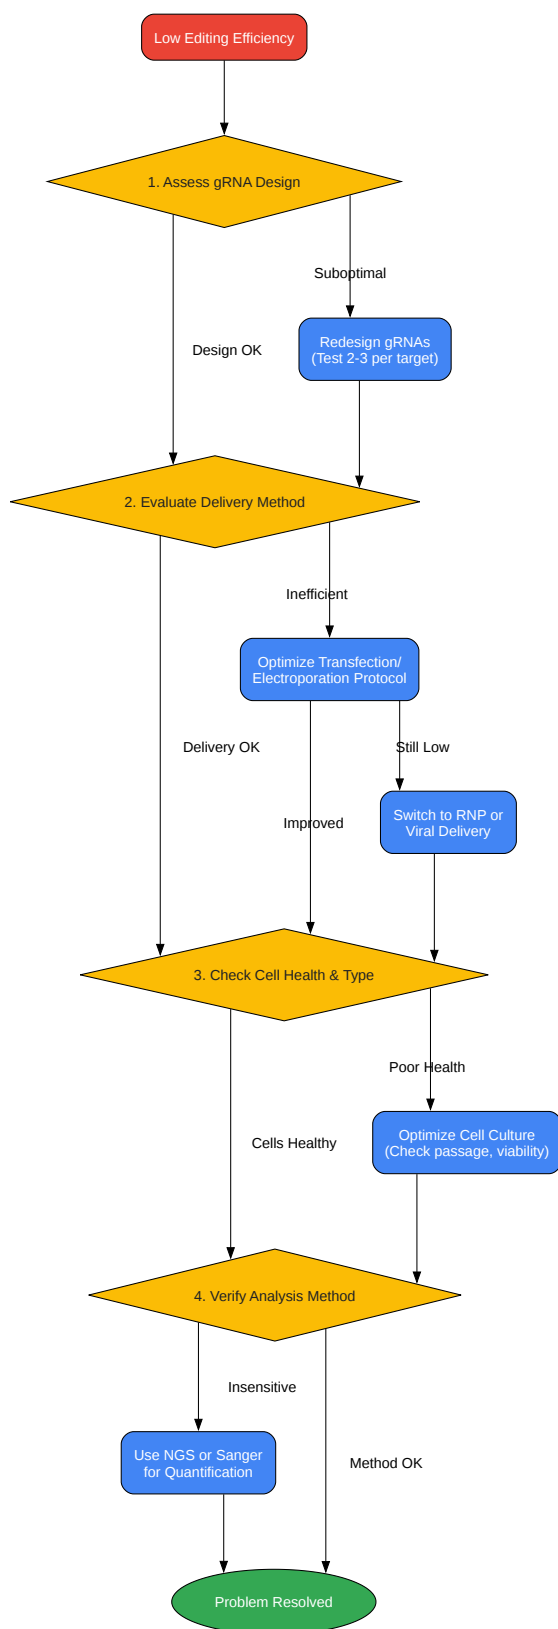 Low Editing Efficiency
1. Assess gRNA Design
Suboptimal
Redesign gRNAs
(Test 2-3 per target)
Design OK
2. Evaluate Delivery Method
Inefficient
Optimize Transfection/
Electroporation Protocol
Delivery OK
Still Low
Improved
Switch to RNP or
Viral Delivery
3. Check Cell Health & Type
Poor Health
Optimize Cell Culture
(Check passage, viability)
Cells Healthy
4. Verify Analysis Method
Insensitive
Use NGS or Sanger
for Quantification
Method OK
Problem Resolved